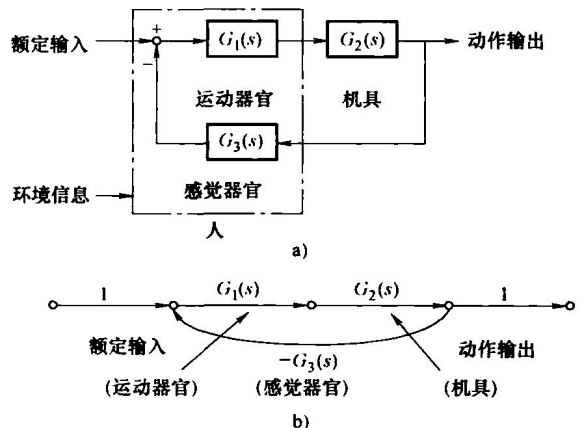 额定输入
+
−
G₁(s)
G₂(s)
动作输出
运动器官
机具
G₃(s)
环境信息
感觉器官
人
a)
1
G₁(s)
G₂(s)
1
额定输入
−G₃(s)
动作输出
(运动器官)
(感觉器官)
(机具)
b)